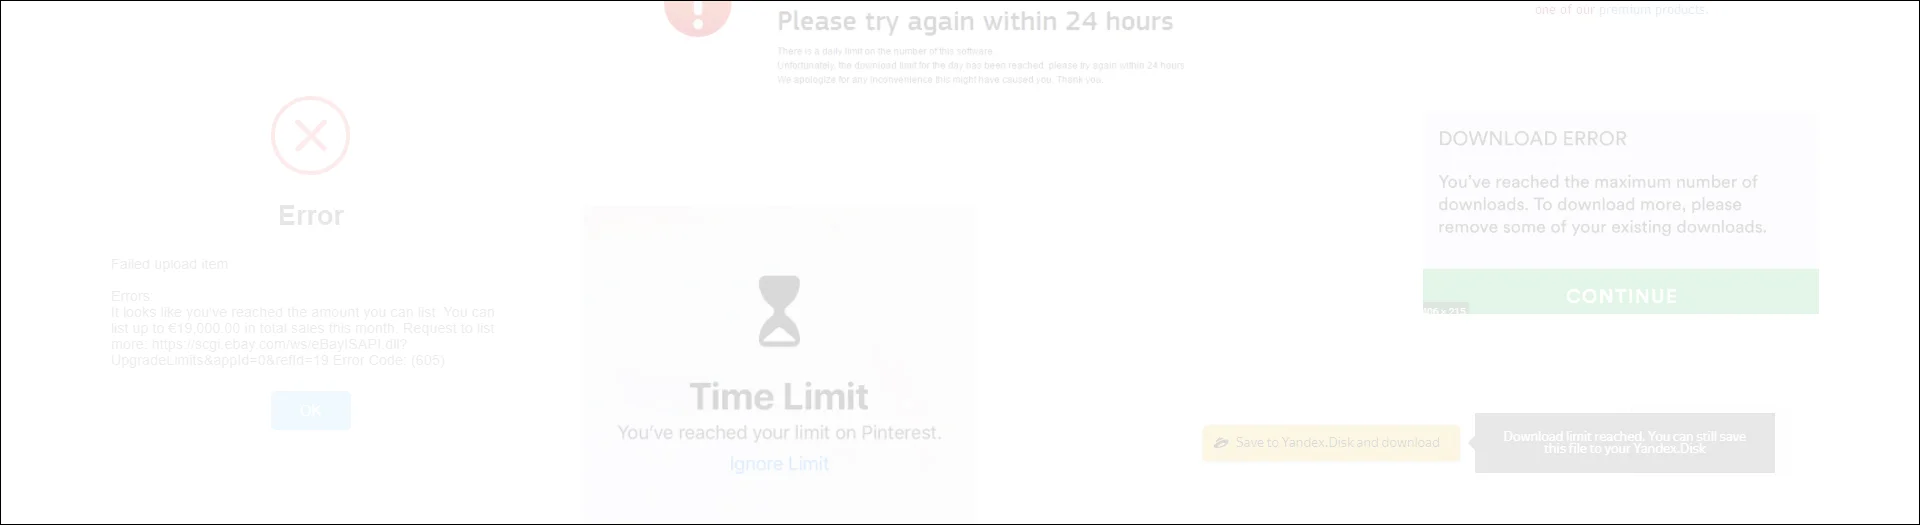 one of our premium products.
Please try again within 24 hours
There is a daily limit on the number of this software.
Unfortunately, the download limit for the day has been reached, please try again within 24 hours
We apologize for any inconvenience this might have caused you. Thank you.
Error
Failed upload item
Errors:
It looks like you've reached the amount you can list. You can
list up to €19,000.00 in total sales this month. Request to list
more: https://scgi.ebay.com/ws/eBayISAPI.dll?
UpgradeLimits&appId=0&refId=19 Error Code: (605)
OK
Time Limit
You've reached your limit on Pinterest.
Ignore Limit
DOWNLOAD ERROR
You've reached the maximum number of
downloads. To download more, please
remove some of your existing downloads.
CONTINUE
Save to Yandex.Disk and download
Download limit reached. You can still save
this file to your Yandex.Disk